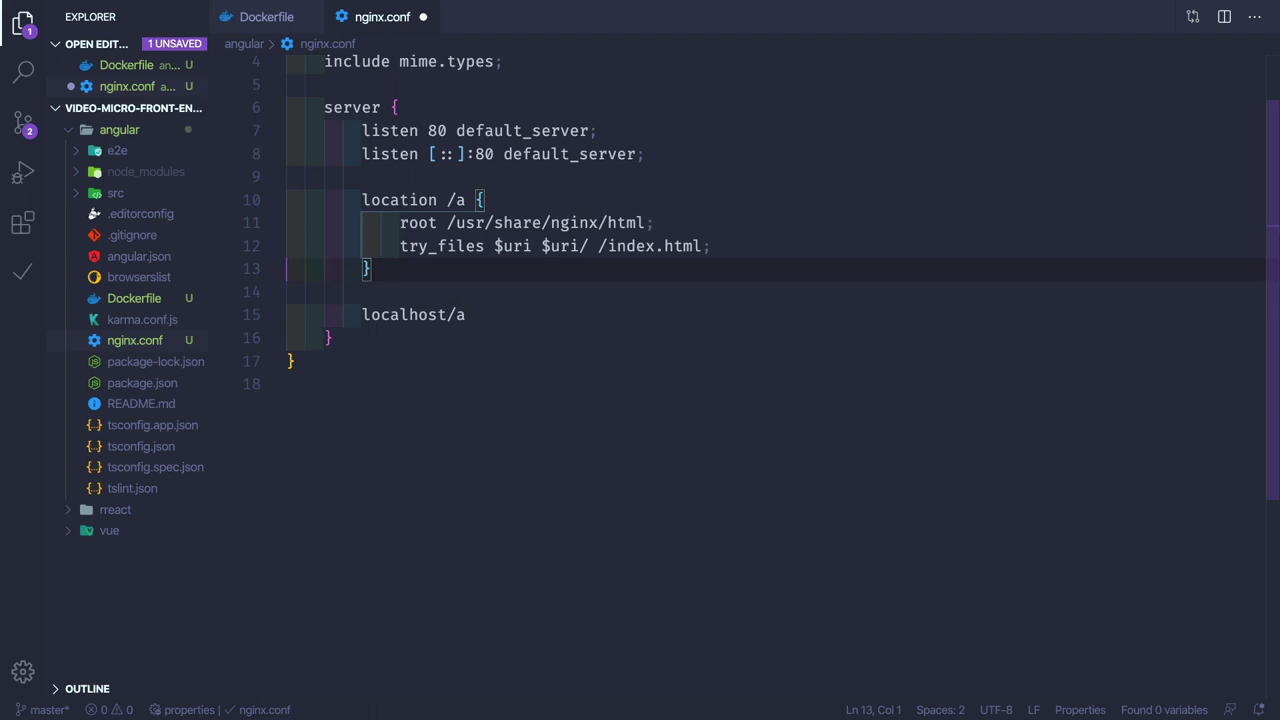 EXPLORER
Dockerfile
nginx.conf
1
OPEN EDIT...
1 UNSAVED
Dockerfile an... U
nginx.conf a... U
VIDEO-MICRO-FRONT-EN...
angular
e2e
node_modules
src
.editorconfig
.gitignore
angular.json
browserslist
Dockerfile U
karma.conf.js
nginx.conf U
package-lock.json
package.json
README.md
tsconfig.app.json
tsconfig.json
tsconfig.spec.json
tslint.json
rreact
vue
OUTLINE
2
angular > nginx.conf
4 include mime.types;
5
6 server {
7 listen 80 default_server;
8 listen [::]:80 default_server;
9
10 location /a {
11 root /usr/share/nginx/html;
12 try_files $uri $uri/ /index.html;
13 }
14
15 localhost/a
16 }
17 }
18
master* 0 0 properties | nginx.conf
Ln 13, Col 1 Spaces: 2 UTF-8 LF Properties Found 0 variables